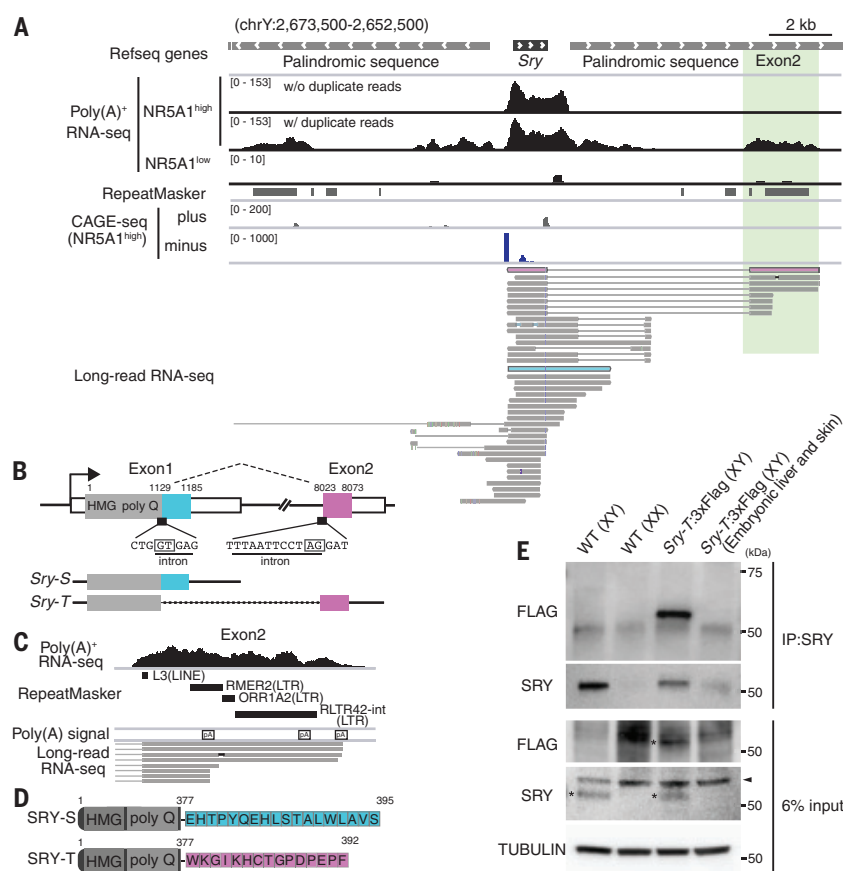 A
(chrY:2,673,500-2,652,500)
2 kb
Refseq genes
Palindromic sequence
Sry
Palindromic sequence
Exon2
Poly(A)+
RNA-seq
NR5A1high
[0 - 153]
w/o duplicate reads
[0 - 153]
w/ duplicate reads
NR5A1low
[0 - 10]
RepeatMasker
CAGE-seq
(NR5A1high)
plus
[0 - 200]
minus
[0 - 1000]
Long-read RNA-seq
B
Exon1
Exon2
1
1129
1185
8023
8073
HMG
poly Q
CTGGTGAG
intron
TTTAATTCCTAGGAT
intron
Sry-S
Sry-T
C
Poly(A)+
RNA-seq
Exon2
L3(LINE)
RepeatMasker
RMER2(LTR)
ORR1A2(LTR)
RLTR42-int
(LTR)
Poly(A) signal
pA
pA
pA
Long-read
RNA-seq
D
1
377
395
SRY-S
HMG
poly Q
EHTPYQEHLSTALWLAVS
1
377
392
SRY-T
HMG
poly Q
WKGIKHCTGPDPEPF
E
WT (XY)
WT (XX)
Sry-T:3xFlag (XY)
Sry-T:3xFlag (XY)
(Embryonic liver and skin)
(kDa)
75
FLAG
50
IP:SRY
SRY
50
FLAG
*
50
SRY
*
*
50
6% input
TUBULIN
50